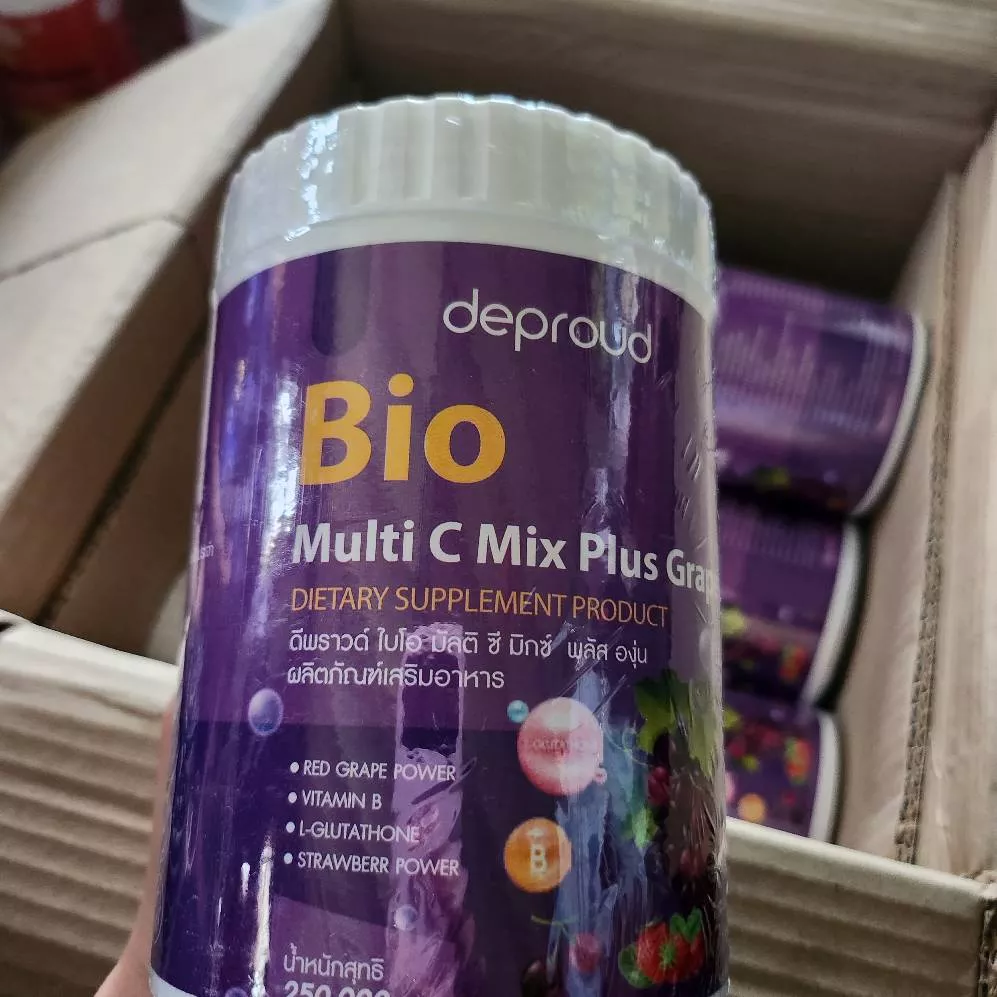 deproud
Bio
Multi C Mix Plus Grap
DIETARY SUPPLEMENT PRODUCT
ดีพราวด์ ไบโอ มัลติ ซี มิกซ์ พลัส องุ่น
ผลิตภัณฑ์เสริมอาหาร
• RED GRAPE POWER
• VITAMIN B
• L-GLUTATHONE
• STRAWBERR POWER
B
น้ำหนักสุทธิ
250,000